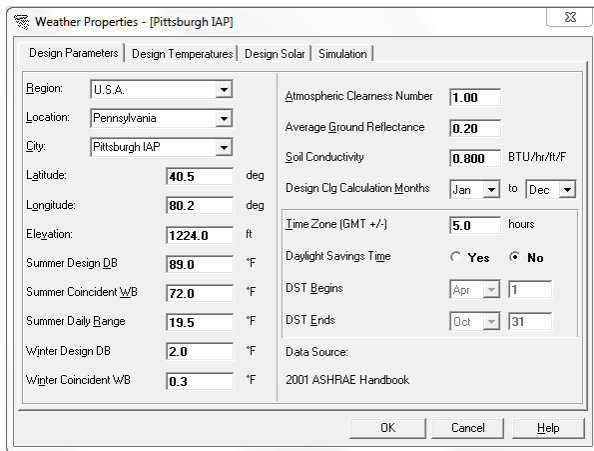 Weather Properties - [Pittsburgh IAP]
Design Parameters Design Temperatures Design Solar Simulation
Region: U.S.A.
Location: Pennsylvania
City: Pittsburgh IAP
Latitude: 40.5 deg
Longitude: 80.2 deg
Elevation: 1224.0 ft
Summer Design DB 89.0 °F
Summer Coincident WB 72.0 °F
Summer Daily Range 19.5 °F
Winter Design DB 2.0 °F
Winter Coincident WB 0.3 °F
Atmospheric Clearness Number 1.00
Average Ground Reflectance 0.20
Soil Conductivity 0.800 BTU/hr/ft/F
Design Clg Calculation Months Jan to Dec
Time Zone (GMT +/-) 5.0 hours
Daylight Savings Time Yes No
DST Begins Apr 1
DST Ends Oct 31
Data Source:
2001 ASHRAE Handbook
OK Cancel Help